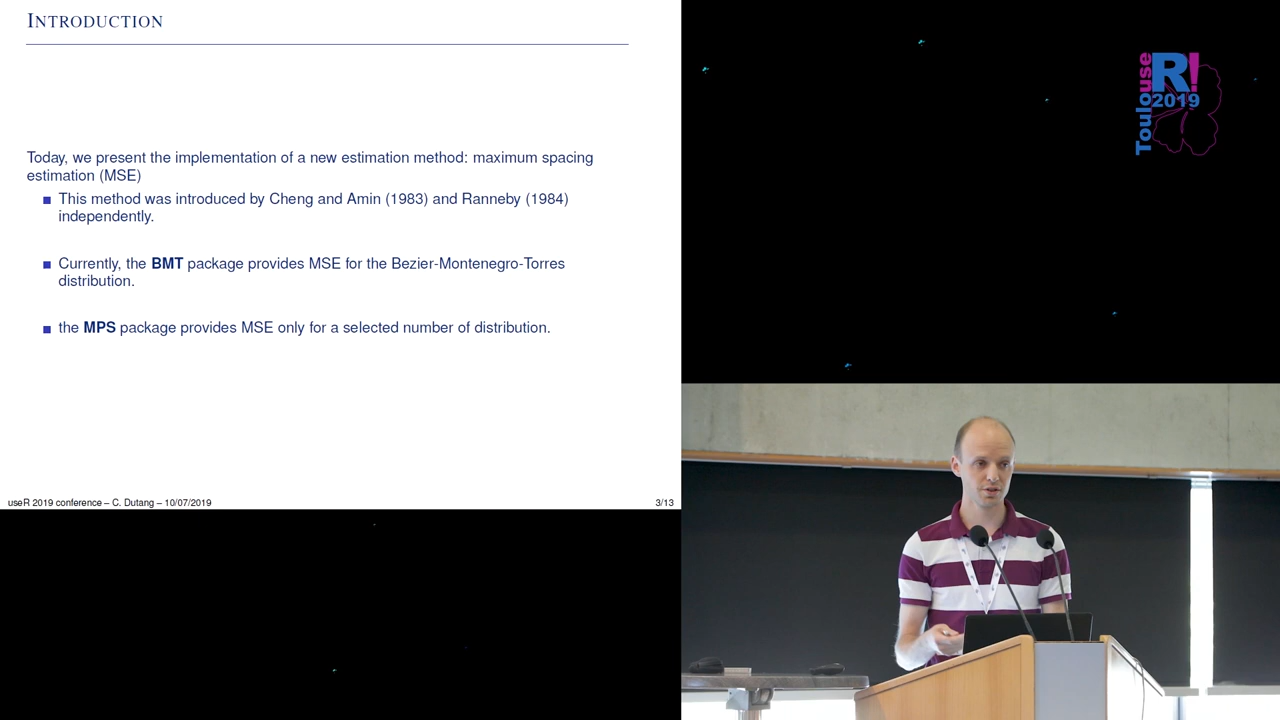 INTRODUCTION
Today, we present the implementation of a new estimation method: maximum spacing
estimation (MSE)
This method was introduced by Cheng and Amin (1983) and Ranneby (1984)
independently.
Currently, the BMT package provides MSE for the Bezier-Montenegro-Torres
distribution.
the MPS package provides MSE only for a selected number of distribution.
useR 2019 conference – C. Dutang – 10/07/2019
3/13
Toulouse
R!
2019